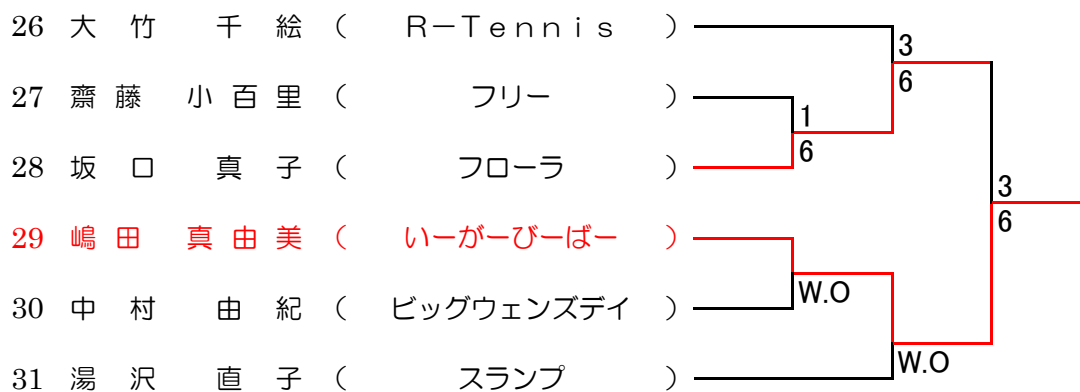 26 大竹 千絵 ( R-Tennis )
3
6
27 齋藤 小百里 ( フリー )
1
6
28 坂口 真子 ( フローラ )
3
6
29 嶋田 真由美 ( いーがーびーばー )
W.O
30 中村 由紀 ( ビッグウェンズデイ )
W.O
31 湯沢 直子 ( スランプ )